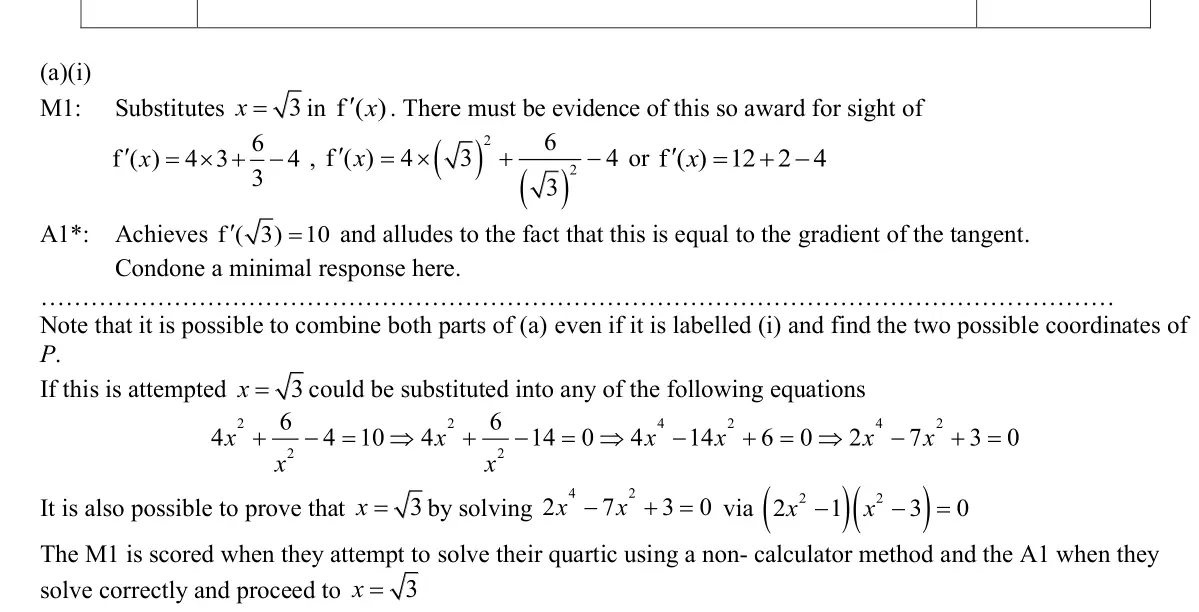 (a)(i)
M1: Substitutes x = √3 in f′(x). There must be evidence of this so award for sight of
f′(x) = 4×3 + 6/3 − 4 , f′(x) = 4×(√3)² + 6/(√3)² − 4 or f′(x) = 12 + 2 − 4
A1*: Achieves f′(√3) = 10 and alludes to the fact that this is equal to the gradient of the tangent.
Condone a minimal response here.
……………………………………………………………………………………………………………………
Note that it is possible to combine both parts of (a) even if it is labelled (i) and find the two possible coordinates of
P.
If this is attempted x = √3 could be substituted into any of the following equations
4x² + 6/x² − 4 = 10 ⇒ 4x² + 6/x² − 14 = 0 ⇒ 4x⁴ − 14x² + 6 = 0 ⇒ 2x⁴ − 7x² + 3 = 0
It is also possible to prove that x = √3 by solving 2x⁴ − 7x² + 3 = 0 via (2x² − 1)(x² − 3) = 0
The M1 is scored when they attempt to solve their quartic using a non- calculator method and the A1 when they
solve correctly and proceed to x = √3